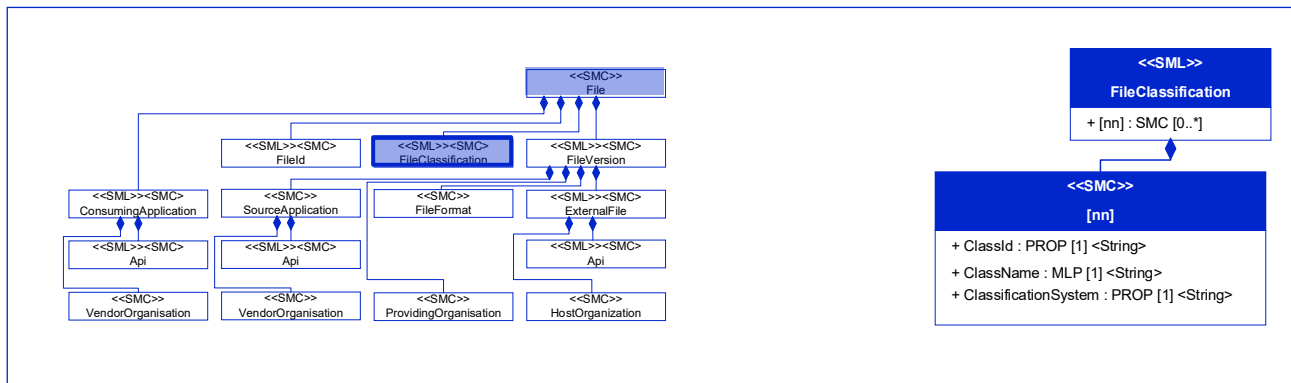 <<SMC>>
File
<<SML>><SMC>
FileId
<<SML>><SMC>
FileClassification
<<SML>><SMC>
FileVersion
<<SML>><SMC>
ConsumingApplication
<<SML>><SMC>
SourceApplication
<<SMC>>
FileFormat
<<SML>><SMC>
ExternalFile
<<SML>><SMC>
Api
<<SML>><SMC>
Api
<<SML>><SMC>
Api
<<SMC>>
VendorOrganisation
<<SMC>>
VendorOrganisation
<<SMC>>
ProvidingOrganisation
<<SMC>>
HostOrganization
<<SML>>
FileClassification
+ [nn] : SMC [0..*]
<<SMC>>
[nn]
+ ClassId : PROP [1] <String>
+ ClassName : MLP [1] <String>
+ ClassificationSystem : PROP [1] <String>